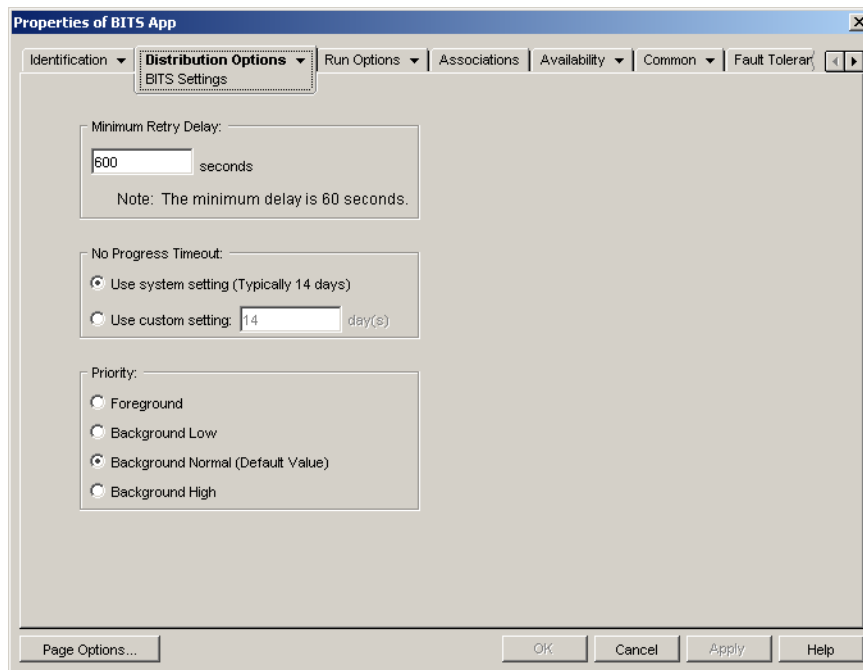 Properties of BITS App
Identification Distribution Options Run Options Associations Availability Common Fault Toleran
BITS Settings
Minimum Retry Delay:
600 seconds
Note: The minimum delay is 60 seconds.
No Progress Timeout:
Use system setting (Typically 14 days)
Use custom setting: 14 day(s)
Priority:
Foreground
Background Low
Background Normal (Default Value)
Background High
Page Options... OK Cancel Apply Help